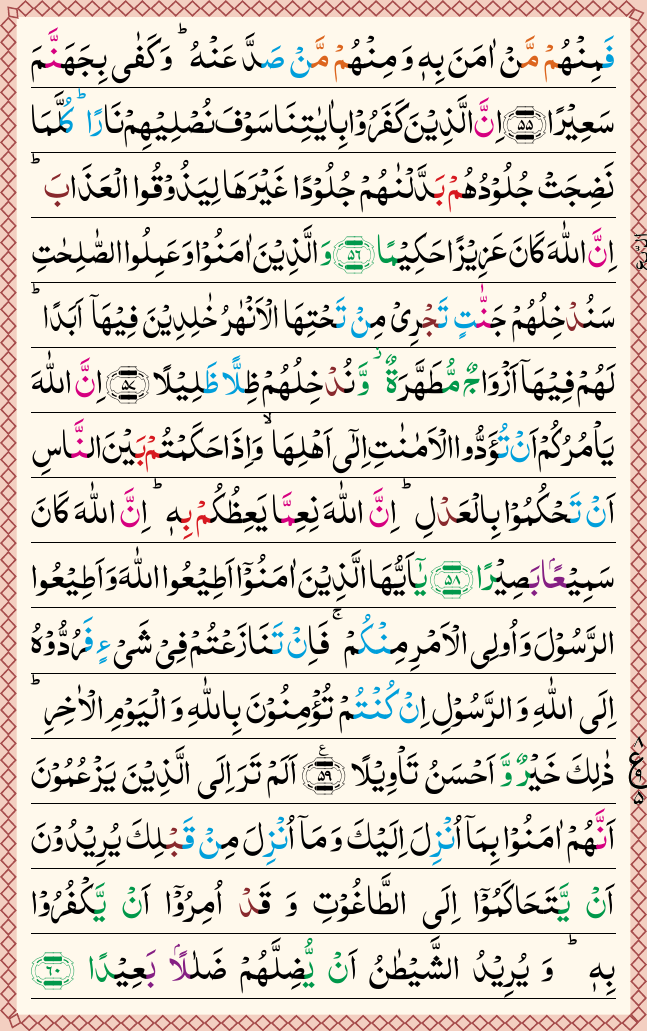 فَمِنْهُمْ مَّنْ اٰمَنَ بِهٖ وَ مِنْهُمْ مَّنْ صَدَّ عَنْهُ ؕ وَ كَفٰى بِجَهَنَّمَ
سَعِيْرًا ۵۵ اِنَّ الَّذِيْنَ كَفَرُوْا بِاٰيٰتِنَا سَوْفَ نُصْلِيْهِمْ نَارًا ؕ كُلَّمَا
نَضِجَتْ جُلُوْدُهُمْ بَدَّلْنٰهُمْ جُلُوْدًا غَيْرَهَا لِيَذُوْقُوا الْعَذَابَ ؕ
اِنَّ اللّٰهَ كَانَ عَزِيْزًا حَكِيْمًا ۵۶ وَ الَّذِيْنَ اٰمَنُوْا وَ عَمِلُوا الصّٰلِحٰتِ
سَنُدْخِلُهُمْ جَنّٰتٍ تَجْرِيْ مِنْ تَحْتِهَا الْاَنْهٰرُ خٰلِدِيْنَ فِيْهَاۤ اَبَدًا ؕ
لَهُمْ فِيْهَاۤ اَزْوَاجٌ مُّطَهَّرَةٌ ؗ وَّ نُدْخِلُهُمْ ظِلًّا ظَلِيْلًا ۵۷ اِنَّ اللّٰهَ
يَاْمُرُكُمْ اَنْ تُؤَدُّوا الْاَمٰنٰتِ اِلٰۤى اَهْلِهَا ۙ وَ اِذَا حَكَمْتُمْ بَيْنَ النَّاسِ
اَنْ تَحْكُمُوْا بِالْعَدْلِ ؕ اِنَّ اللّٰهَ نِعِمَّا يَعِظُكُمْ بِهٖ ؕ اِنَّ اللّٰهَ كَانَ
سَمِيْعًۢا بَصِيْرًا ۵۸ يٰۤاَيُّهَا الَّذِيْنَ اٰمَنُوْۤا اَطِيْعُوا اللّٰهَ وَ اَطِيْعُوا
الرَّسُوْلَ وَ اُولِى الْاَمْرِ مِنْكُمْ ۚ فَاِنْ تَنَازَعْتُمْ فِيْ شَيْءٍ فَرُدُّوْهُ
اِلَى اللّٰهِ وَ الرَّسُوْلِ اِنْ كُنْتُمْ تُؤْمِنُوْنَ بِاللّٰهِ وَ الْيَوْمِ الْاٰخِرِ ؕ
ذٰلِكَ خَيْرٌ وَّ اَحْسَنُ تَاْوِيْلًا ۵۹ اَلَمْ تَرَ اِلَى الَّذِيْنَ يَزْعُمُوْنَ
اَنَّهُمْ اٰمَنُوْا بِمَاۤ اُنْزِلَ اِلَيْكَ وَ مَاۤ اُنْزِلَ مِنْ قَبْلِكَ يُرِيْدُوْنَ
اَنْ يَّتَحَاكَمُوْۤا اِلَى الطَّاغُوْتِ وَ قَدْ اُمِرُوْۤا اَنْ يَّكْفُرُوْا
بِهٖ ؕ وَ يُرِيْدُ الشَّيْطٰنُ اَنْ يُّضِلَّهُمْ ضَلٰلًۢا بَعِيْدًا ۶۰